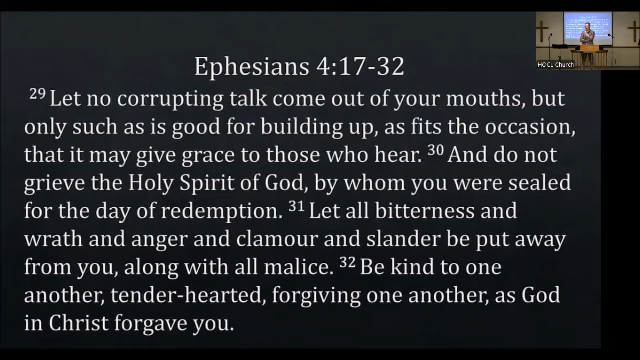 Ephesians 4:17-32
29 Let no corrupting talk come out of your mouths, but
only such as is good for building up, as fits the occasion,
that it may give grace to those who hear. 30 And do not
grieve the Holy Spirit of God, by whom you were sealed
for the day of redemption. 31 Let all bitterness and
wrath and anger and clamour and slander be put away
from you, along with all malice. 32 Be kind to one
another, tender-hearted, forgiving one another, as God
in Christ forgave you.
Church